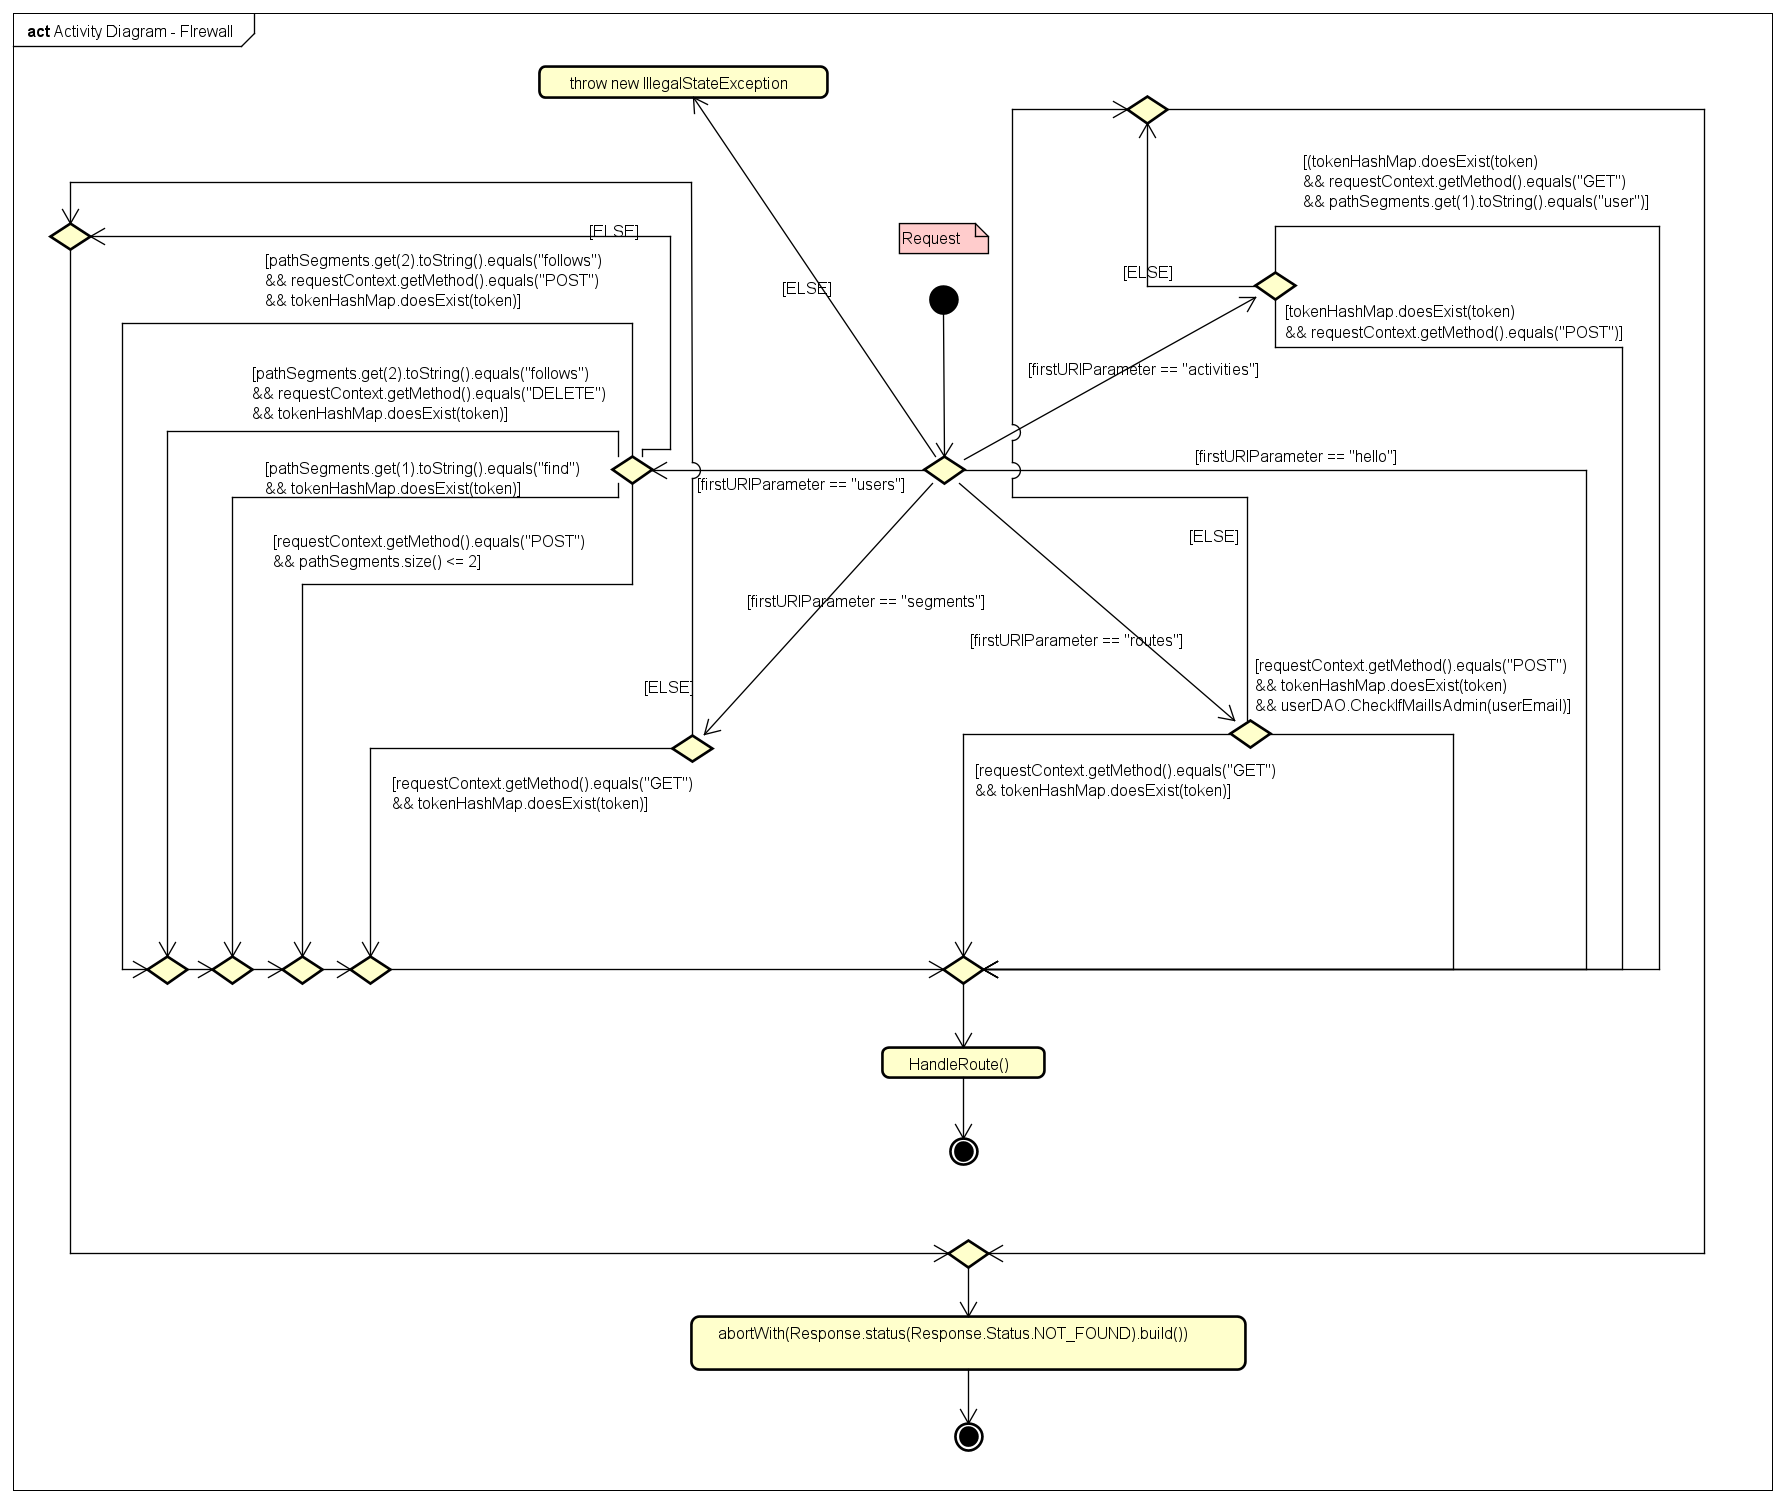 act Activity Diagram - FIrewall
throw new IllegalStateException
[(tokenHashMap.doesExist(token)
&& requestContext.getMethod().equals("GET")
&& pathSegments.get(1).toString().equals("user")]
[ELSE]
Request
[pathSegments.get(2).toString().equals("follows")
&& requestContext.getMethod().equals("POST")
&& tokenHashMap.doesExist(token)]
[ELSE]
[ELSE]
[tokenHashMap.doesExist(token)
&& requestContext.getMethod().equals("POST")]
[firstURIParameter == "activities"]
[pathSegments.get(2).toString().equals("follows")
&& requestContext.getMethod().equals("DELETE")
&& tokenHashMap.doesExist(token)]
[firstURIParameter == "hello"]
[pathSegments.get(1).toString().equals("find")
&& tokenHashMap.doesExist(token)]
[firstURIParameter == "users"]
[ELSE]
[requestContext.getMethod().equals("POST")
&& pathSegments.size() <= 2]
[firstURIParameter == "segments"]
[firstURIParameter == "routes"]
[requestContext.getMethod().equals("POST")
&& tokenHashMap.doesExist(token)
&& userDAO.CheckIfMailIsAdmin(userEmail)]
[ELSE]
[requestContext.getMethod().equals("GET")
&& tokenHashMap.doesExist(token)]
[requestContext.getMethod().equals("GET")
&& tokenHashMap.doesExist(token)]
HandleRoute()
abortWith(Response.status(Response.Status.NOT_FOUND).build())